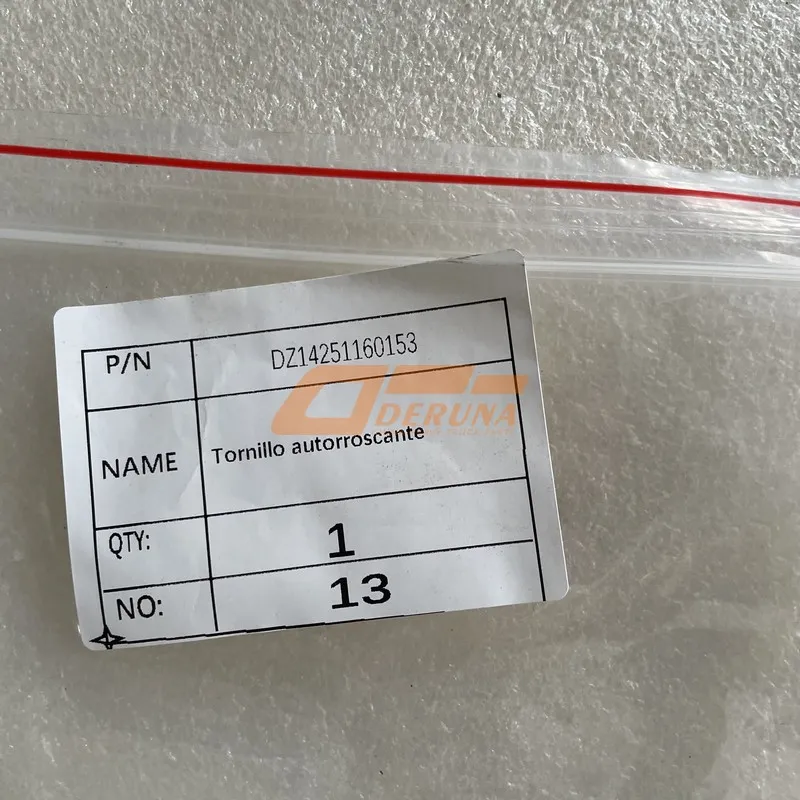 P/N DZ14251160153
DERUNA
NAME Tornillo autorroscante
QTY: 1
NO: 13